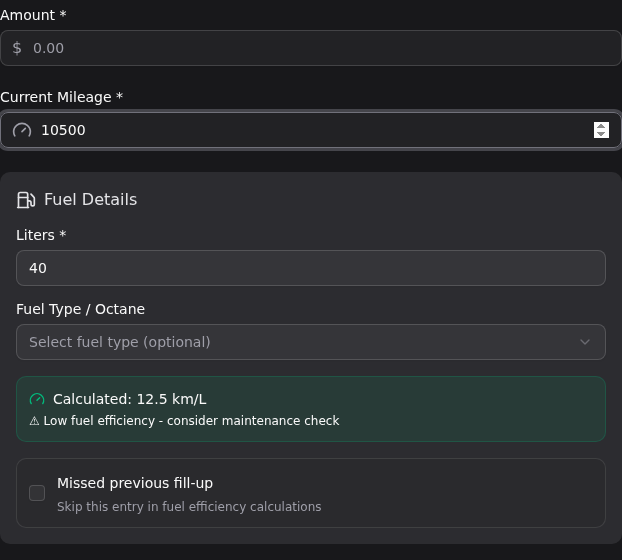 Amount *
$ 0.00
Current Mileage *
10500
Fuel Details
Liters *
40
Fuel Type / Octane
Select fuel type (optional)
Calculated: 12.5 km/L
⚠ Low fuel efficiency - consider maintenance check
Missed previous fill-up
Skip this entry in fuel efficiency calculations